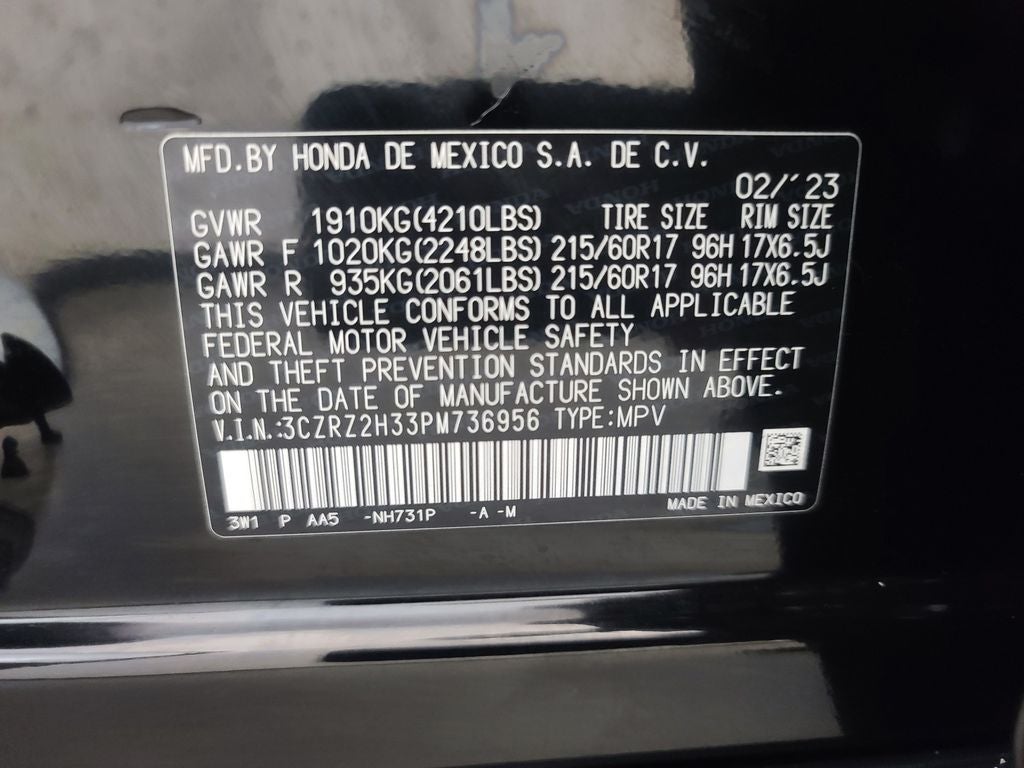 MFD.BY HONDA DE MEXICO S.A. DE C.V.
02/'23
GVWR 1910KG(4210LBS) TIRE SIZE RIM SIZE
GAWR F 1020KG(2248LBS) 215/60R17 96H 17X6.5J
GAWR R 935KG(2061LBS) 215/60R17 96H 17X6.5J
THIS VEHICLE CONFORMS TO ALL APPLICABLE
FEDERAL MOTOR VEHICLE SAFETY
AND THEFT PREVENTION STANDARDS IN EFFECT
ON THE DATE OF MANUFACTURE SHOWN ABOVE.
V.I.N.:3CZRZ2H33PM736956 TYPE:MPV
MADE IN MEXICO
3W1 P AA5 -NH731P -A -M